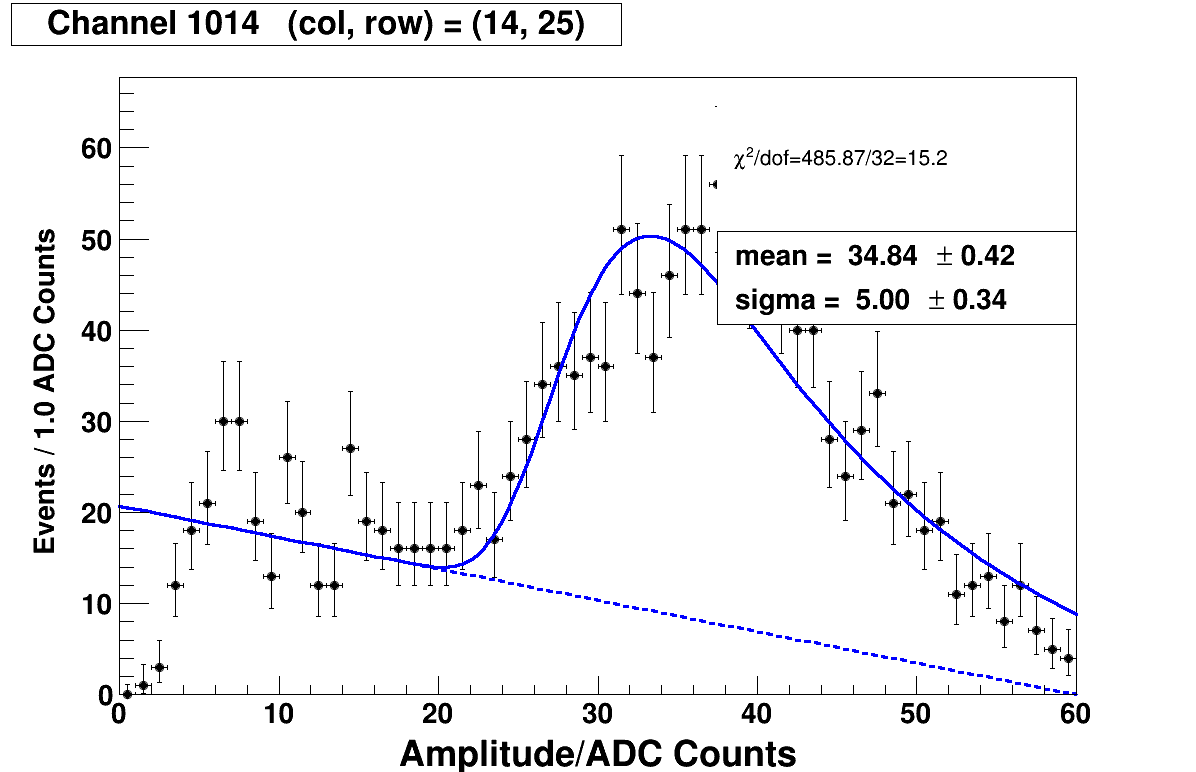 Channel 1014 (col, row) = (14, 25)
χ²/dof=485.87/32=15.2
mean = 34.84 ± 0.42
sigma = 5.00 ± 0.34
Events / 1.0 ADC Counts
60
50
40
30
20
10
0
0 10 20 30 40 50 60
Amplitude/ADC Counts